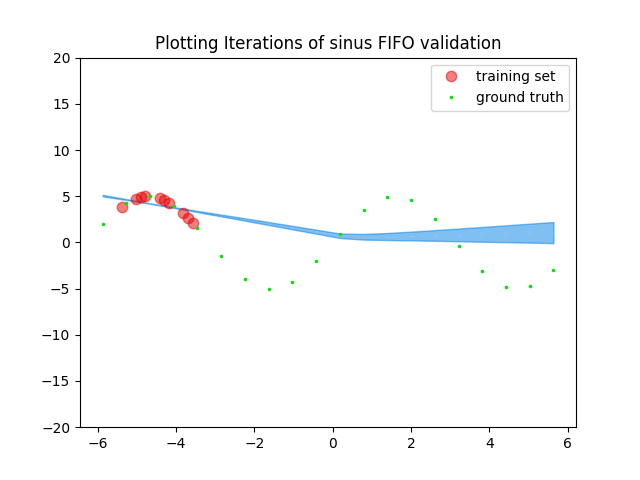 Plotting Iterations of sinus FIFO validation
training set
ground truth
20
15
10
5
0
−5
−10
−15
−20
−6 −4 −2 0 2 4 6